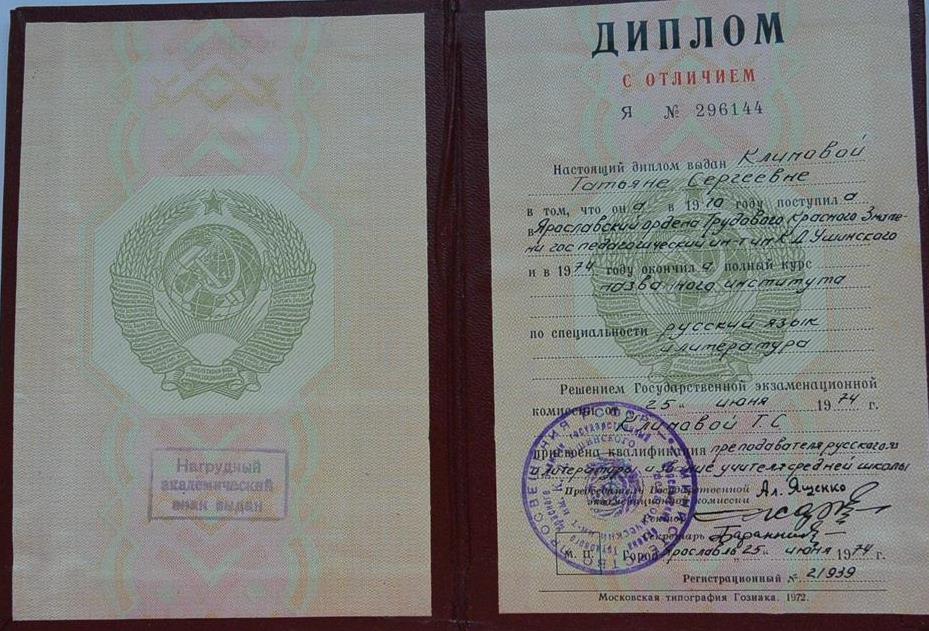 Нагрудный
академический
знак выдан
ДИПЛОМ
С ОТЛИЧИЕМ
Я № 296144
Настоящий диплом выдан Климовой
Татьяне Сергеевне
в том, что он а в 1970 году поступил а
в Ярославский ордена Трудового Красного Знаме-
ни гос педагогический ин-т им К Д Ушинского
и в 1974 году окончил а полный курс
названного института
по специальности русский язык
и литература
Решением Государственной экзаменационной
комиссии от „25“ июня 1974 г.
Климовой Т.С
присвоена квалификация преподавателя русского яз
и литературы и звание учителя средней школы
Председатель Государственной
экзаменационной комиссии Ал. Ященко
Ректор
Секретарь
М. П. Город Ярославль „25“ июня 1974 г.
Регистрационный № 21939
Московская типография Гознака. 1972.